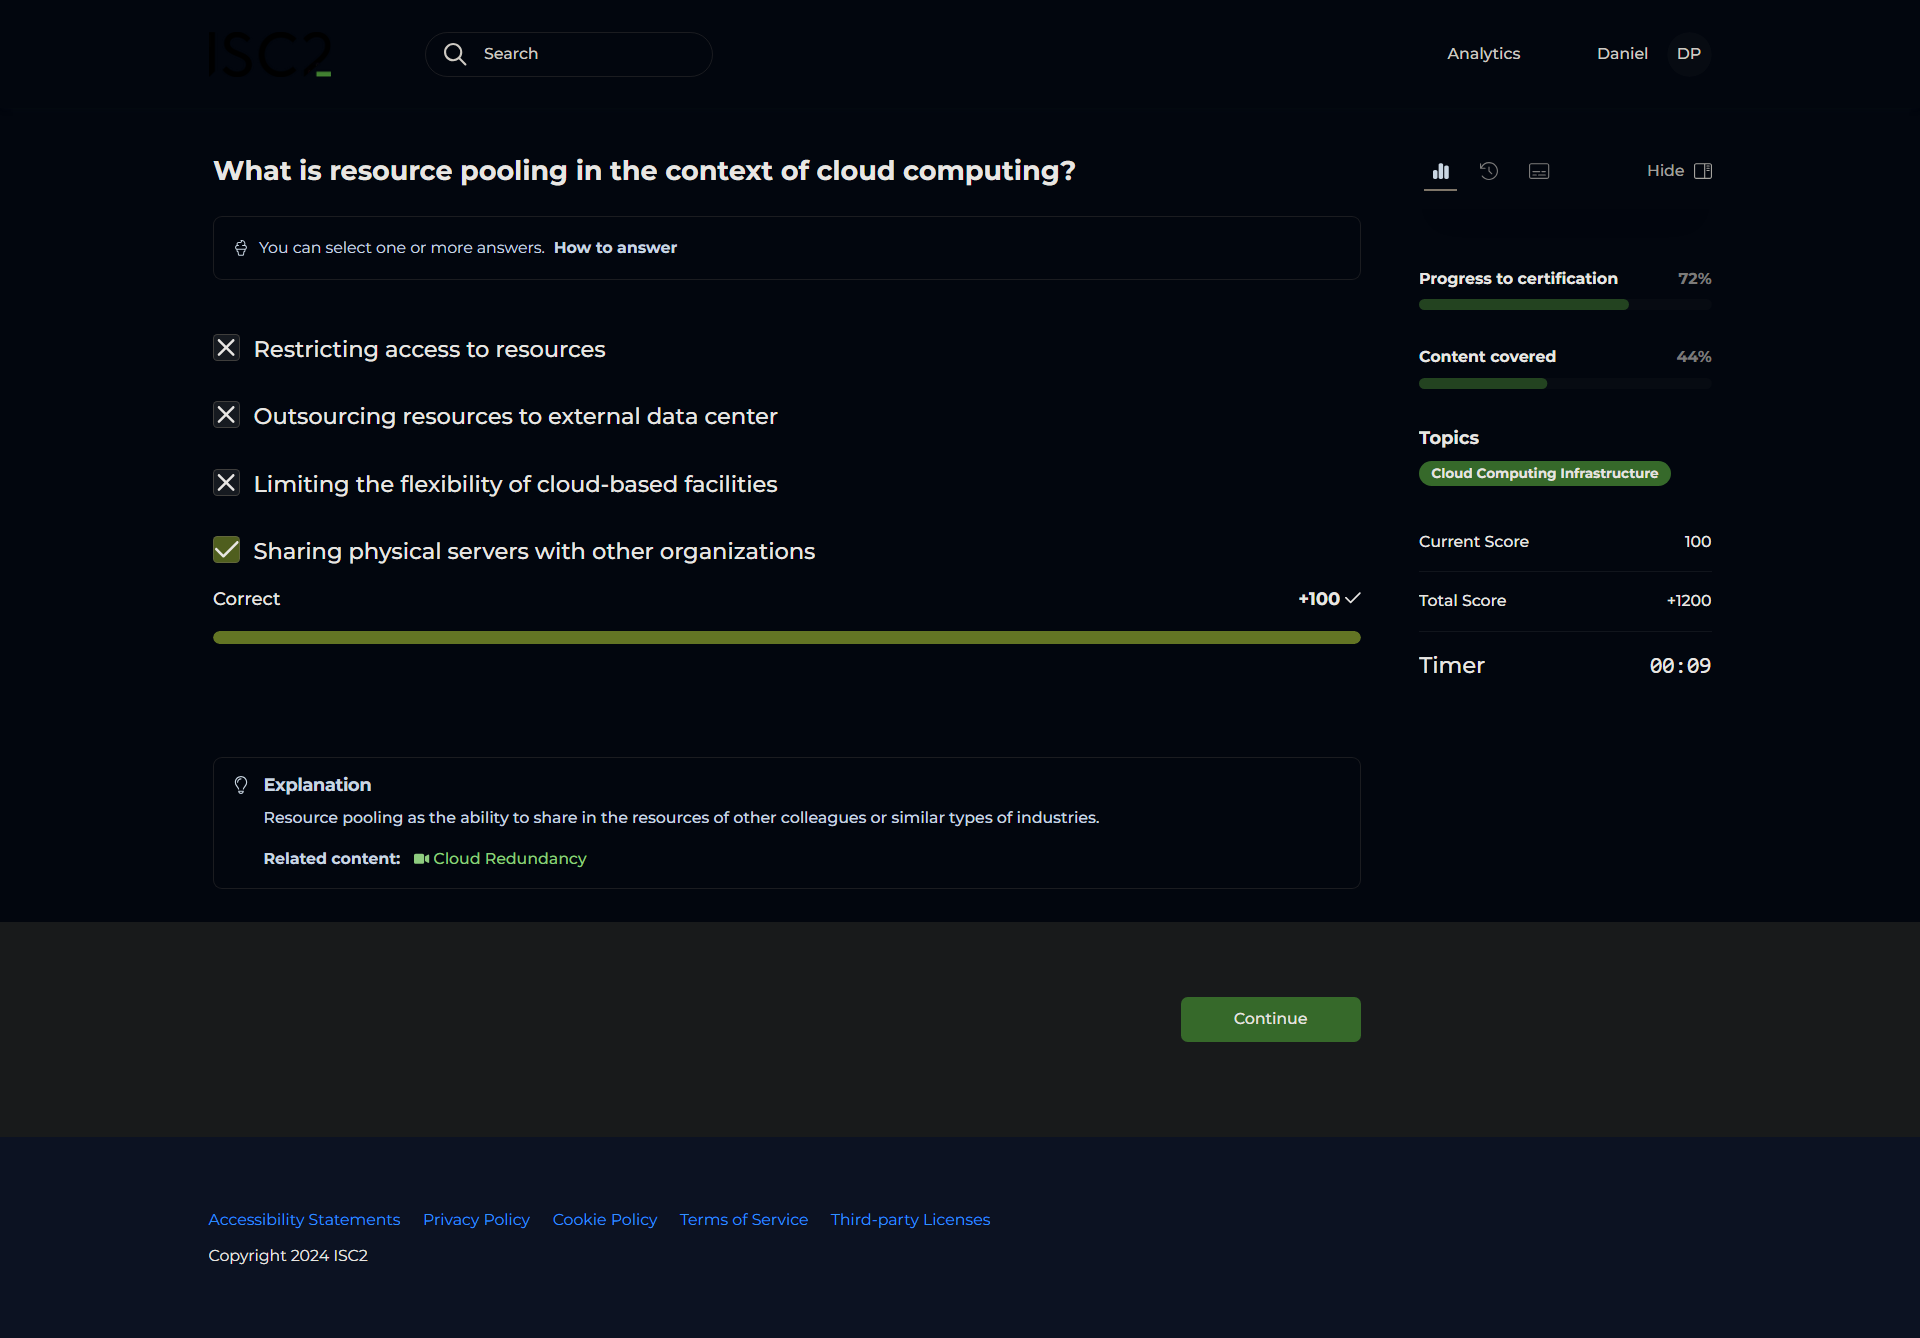 ISC2
Search
Analytics
Daniel
DP
What is resource pooling in the context of cloud computing?
Hide
You can select one or more answers. How to answer
Progress to certification 72%
Restricting access to resources
Content covered 44%
Outsourcing resources to external data center
Topics
Cloud Computing Infrastructure
Limiting the flexibility of cloud-based facilities
Sharing physical servers with other organizations
Current Score 100
Correct +100
Total Score +1200
Timer 00:09
Explanation
Resource pooling as the ability to share in the resources of other colleagues or similar types of industries.
Related content: Cloud Redundancy
Continue
Accessibility Statements Privacy Policy Cookie Policy Terms of Service Third-party Licenses
Copyright 2024 ISC2